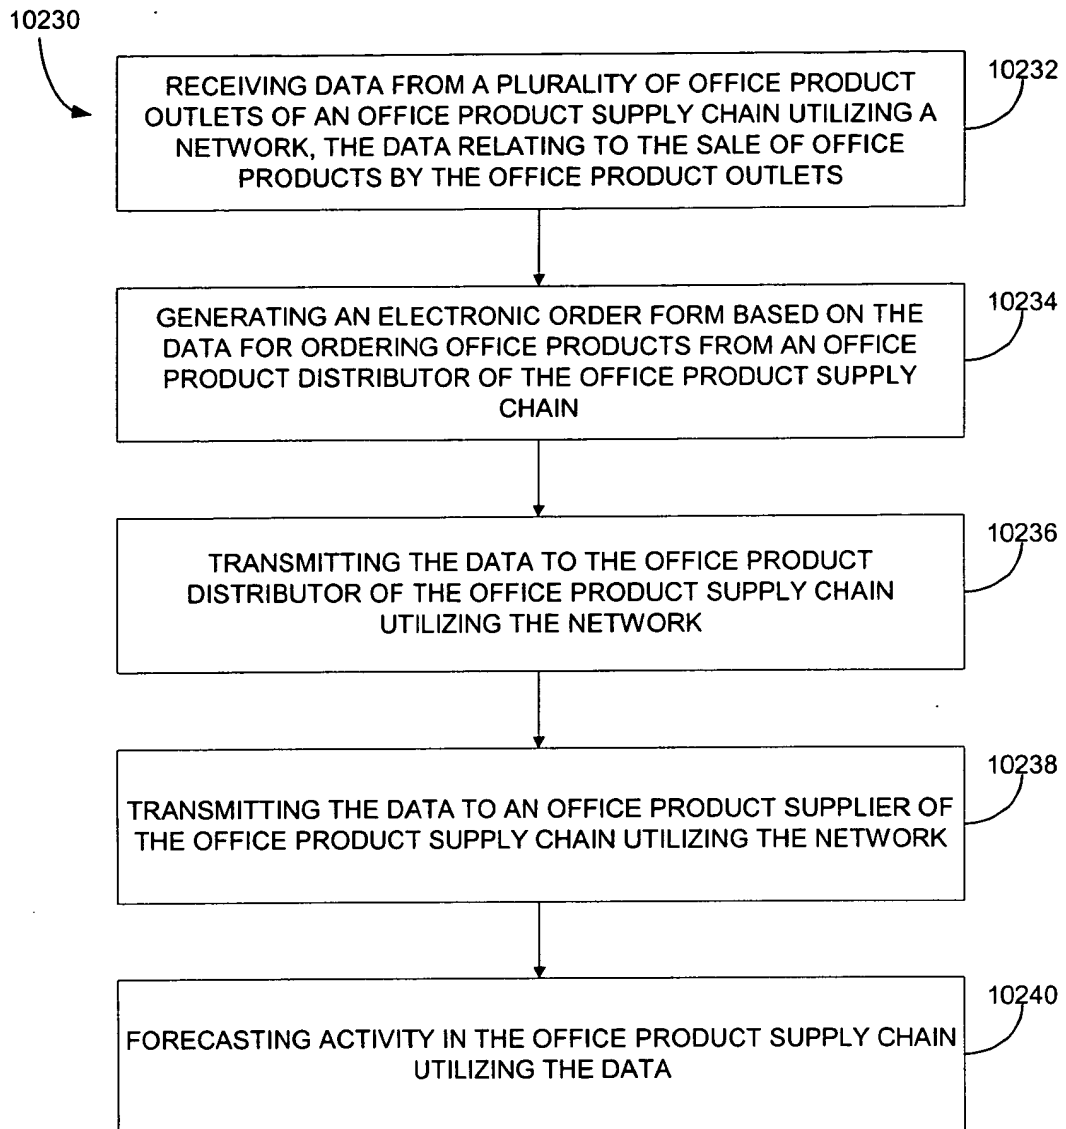 10230
RECEIVING DATA FROM A PLURALITY OF OFFICE PRODUCT
OUTLETS OF AN OFFICE PRODUCT SUPPLY CHAIN UTILIZING A
NETWORK, THE DATA RELATING TO THE SALE OF OFFICE
PRODUCTS BY THE OFFICE PRODUCT OUTLETS
10232
GENERATING AN ELECTRONIC ORDER FORM BASED ON THE
DATA FOR ORDERING OFFICE PRODUCTS FROM AN OFFICE
PRODUCT DISTRIBUTOR OF THE OFFICE PRODUCT SUPPLY
CHAIN
10234
TRANSMITTING THE DATA TO THE OFFICE PRODUCT
DISTRIBUTOR OF THE OFFICE PRODUCT SUPPLY CHAIN
UTILIZING THE NETWORK
10236
TRANSMITTING THE DATA TO AN OFFICE PRODUCT SUPPLIER OF
THE OFFICE PRODUCT SUPPLY CHAIN UTILIZING THE NETWORK
10238
FORECASTING ACTIVITY IN THE OFFICE PRODUCT SUPPLY CHAIN
UTILIZING THE DATA
10240